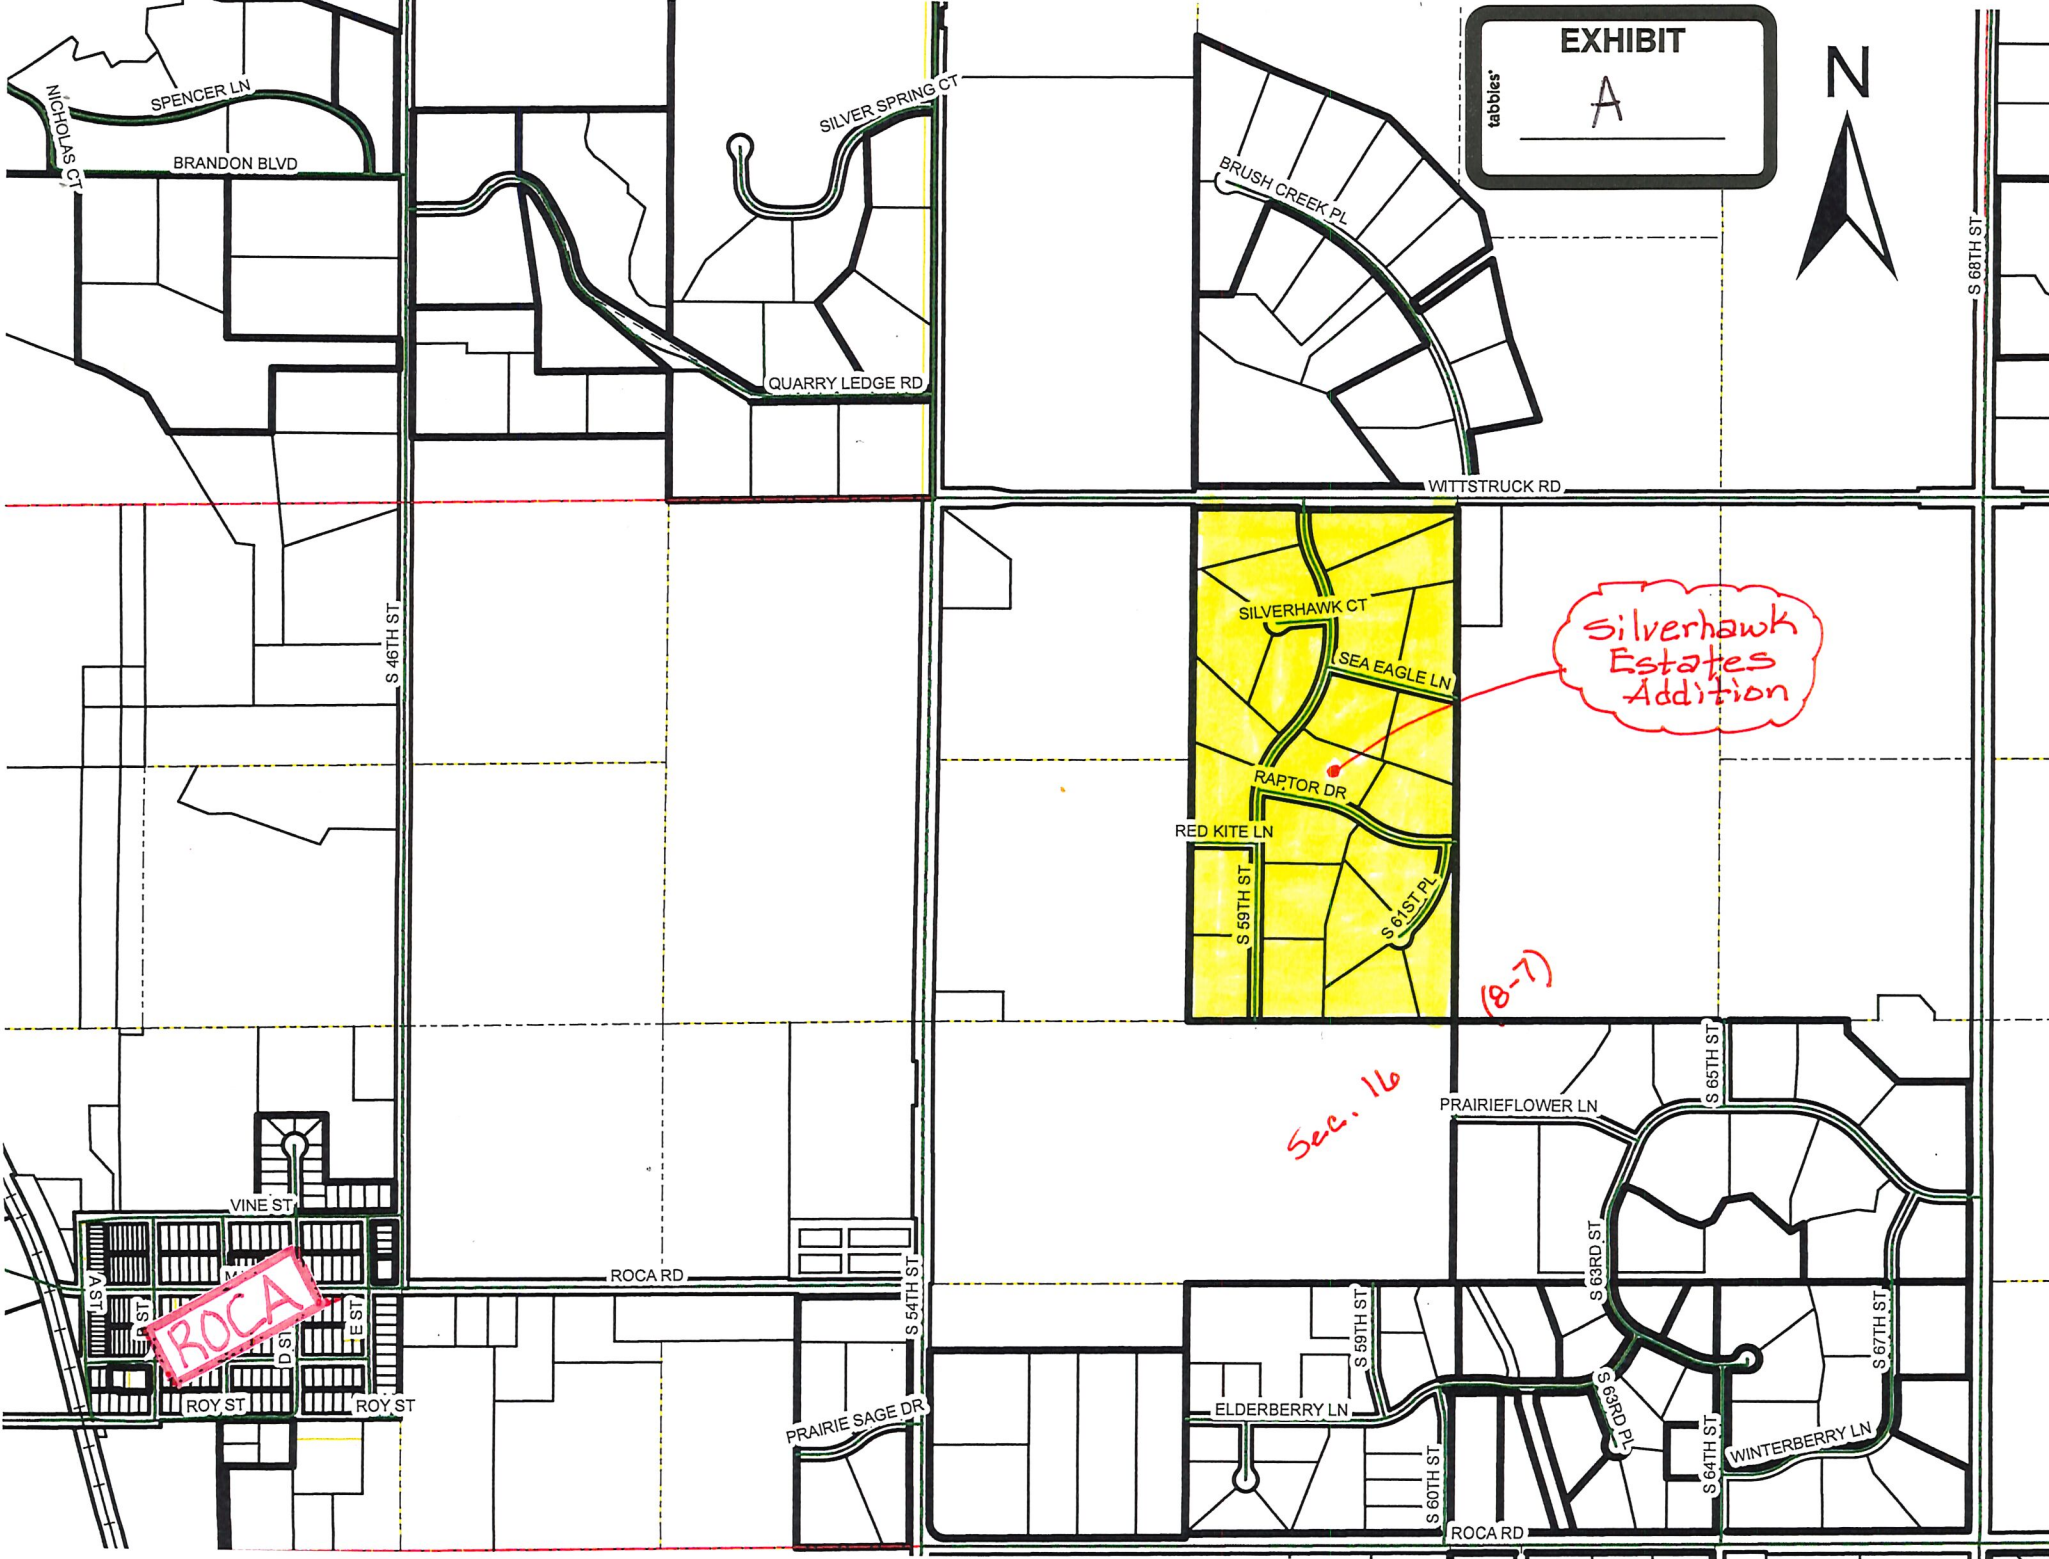 EXHIBIT
tabbies®
A
N
SPENCER LN
NICHOLAS CT
BRANDON BLVD
SILVER SPRING CT
BRUSH CREEK PL
S 68TH ST
QUARRY LEDGE RD
WITTSTRUCK RD
S 46TH ST
SILVERHAWK CT
SEA EAGLE LN
Silverhawk
Estates
Addition
RAPTOR DR
RED KITE LN
S 59TH ST
S 61ST PL
(8-7)
Sec. 16
S 65TH ST
PRAIRIEFLOWER LN
VINE ST
S 63RD ST
ROCA RD
A ST
B ST
ROCA
D ST
E ST
S 54TH ST
S 59TH ST
S 67TH ST
ROY ST
ROY ST
PRAIRIE SAGE DR
ELDERBERRY LN
S 63RD PL
S 60TH ST
S 64TH ST
WINTERBERRY LN
ROCA RD